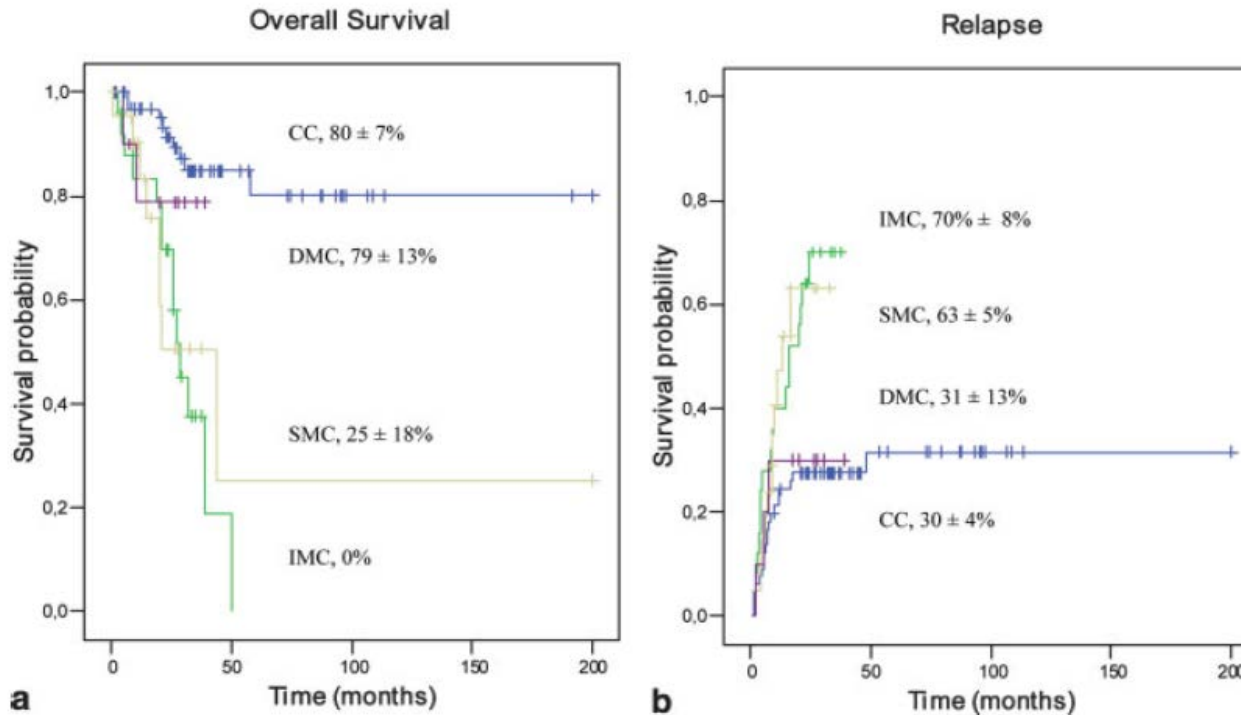 Overall Survival
Survival probability
1,0
0,8
0,6
0,4
0,2
0,0
CC, 80 ± 7%
DMC, 79 ± 13%
SMC, 25 ± 18%
IMC, 0%
0 50 100 150 200
Time (months)
a
Relapse
Survival probability
1,0
0,8
0,6
0,4
0,2
0,0
IMC, 70% ± 8%
SMC, 63 ± 5%
DMC, 31 ± 13%
CC, 30 ± 4%
0 50 100 150 200
Time (months)
b